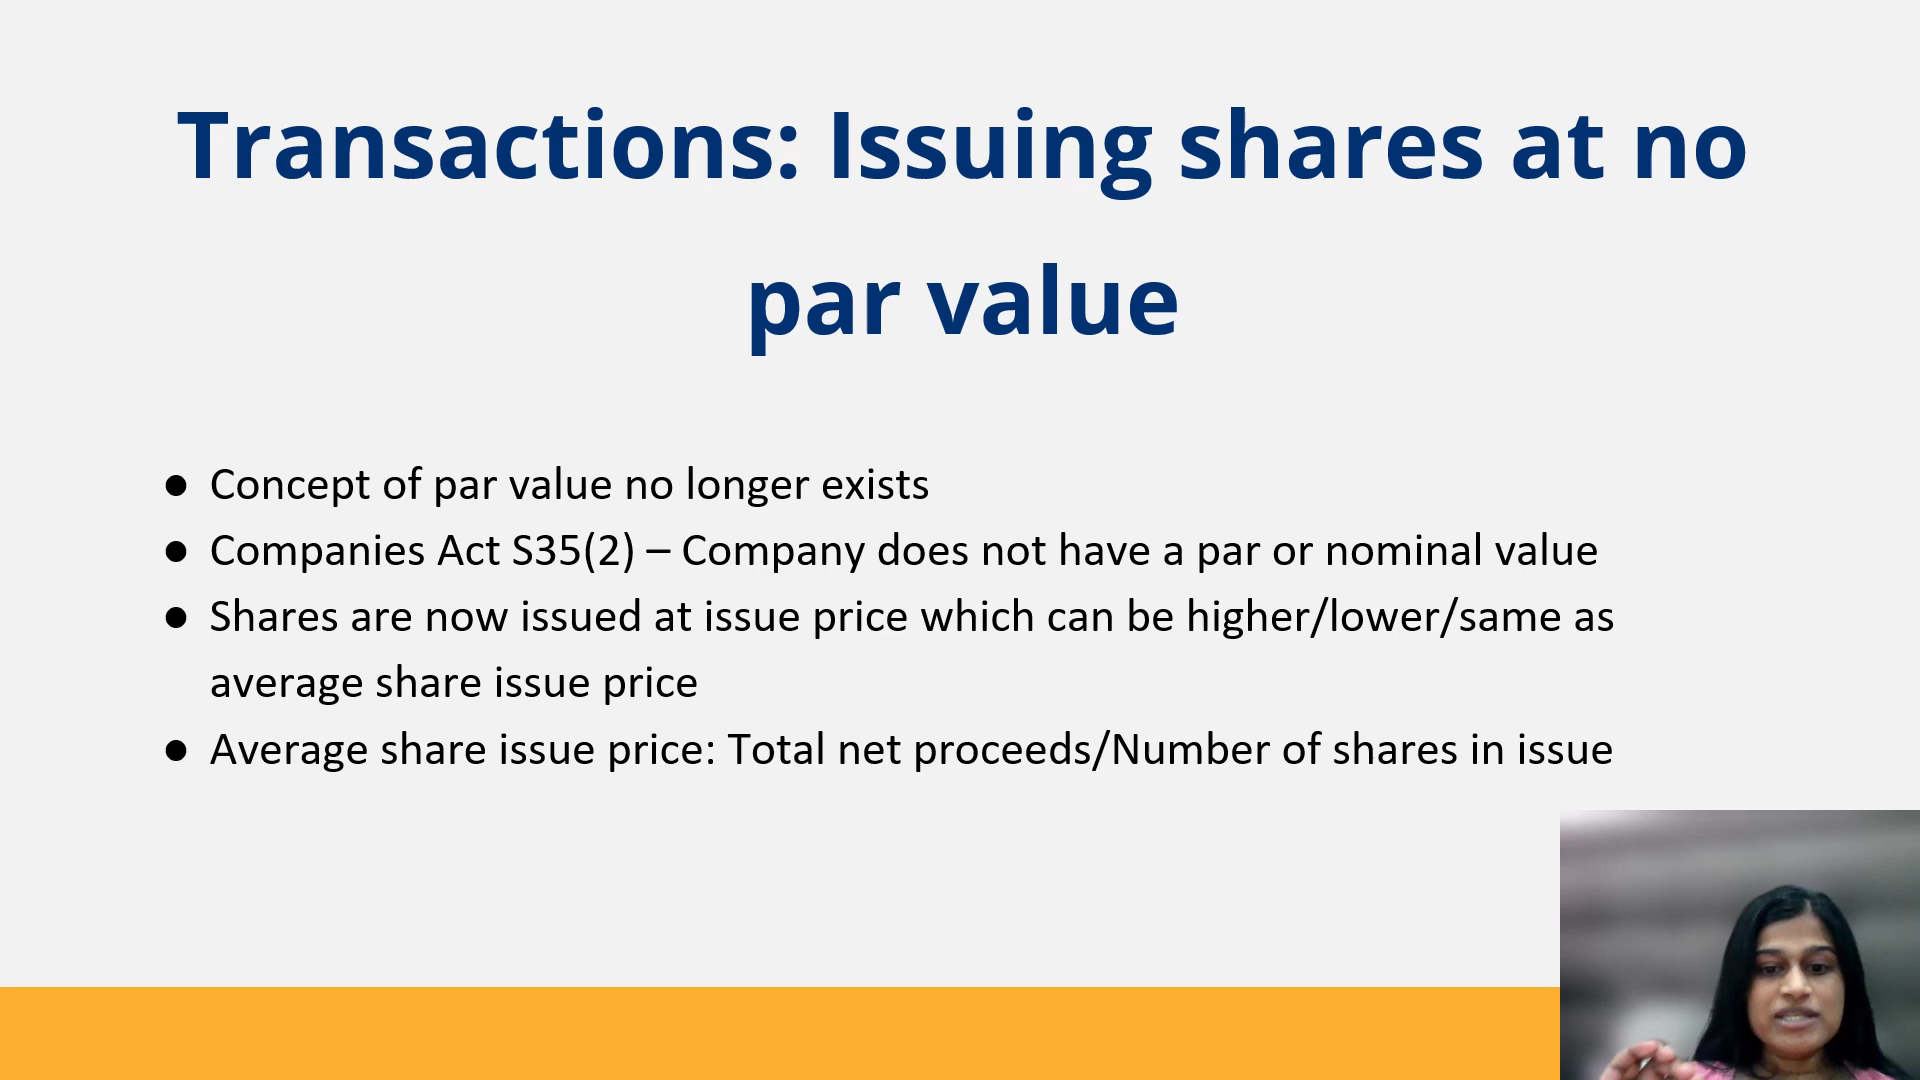 Transactions: Issuing shares at no
par value
● Concept of par value no longer exists
● Companies Act S35(2) – Company does not have a par or nominal value
● Shares are now issued at issue price which can be higher/lower/same as
average share issue price
● Average share issue price: Total net proceeds/Number of shares in issue